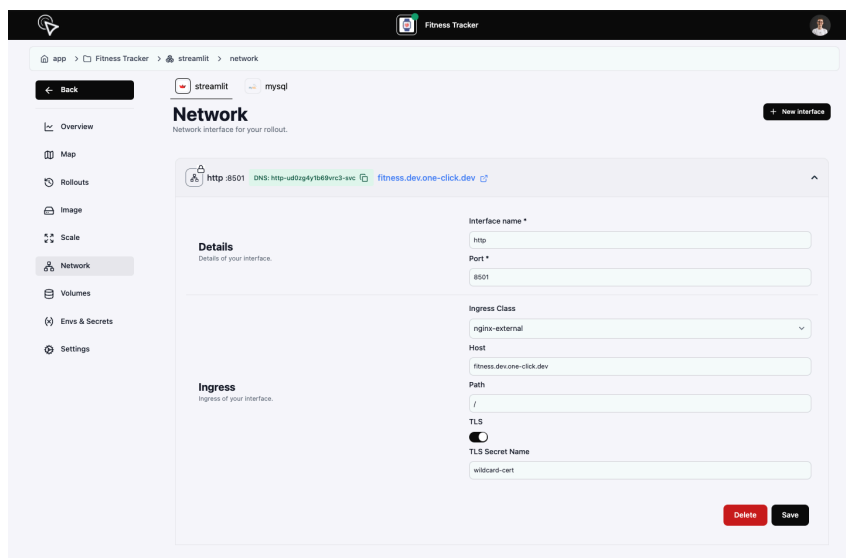 Fitness Tracker
app > Fitness Tracker > streamlit > network
Back
streamlit
mysql
Network
Network interface for your rollout.
+ New interface
Overview
Map
Rollouts
Image
Scale
Network
Volumes
Envs & Secrets
Settings
http :8501 DNS: http-ud0zg4y1b69vrc3-svc fitness.dev.one-click.dev
Details
Details of your interface.
Interface name *
http
Port *
8501
Ingress
Ingress of your interface.
Ingress Class
nginx-external
Host
fitness.dev.one-click.dev
Path
/
TLS
TLS Secret Name
wildcard-cert
Delete
Save